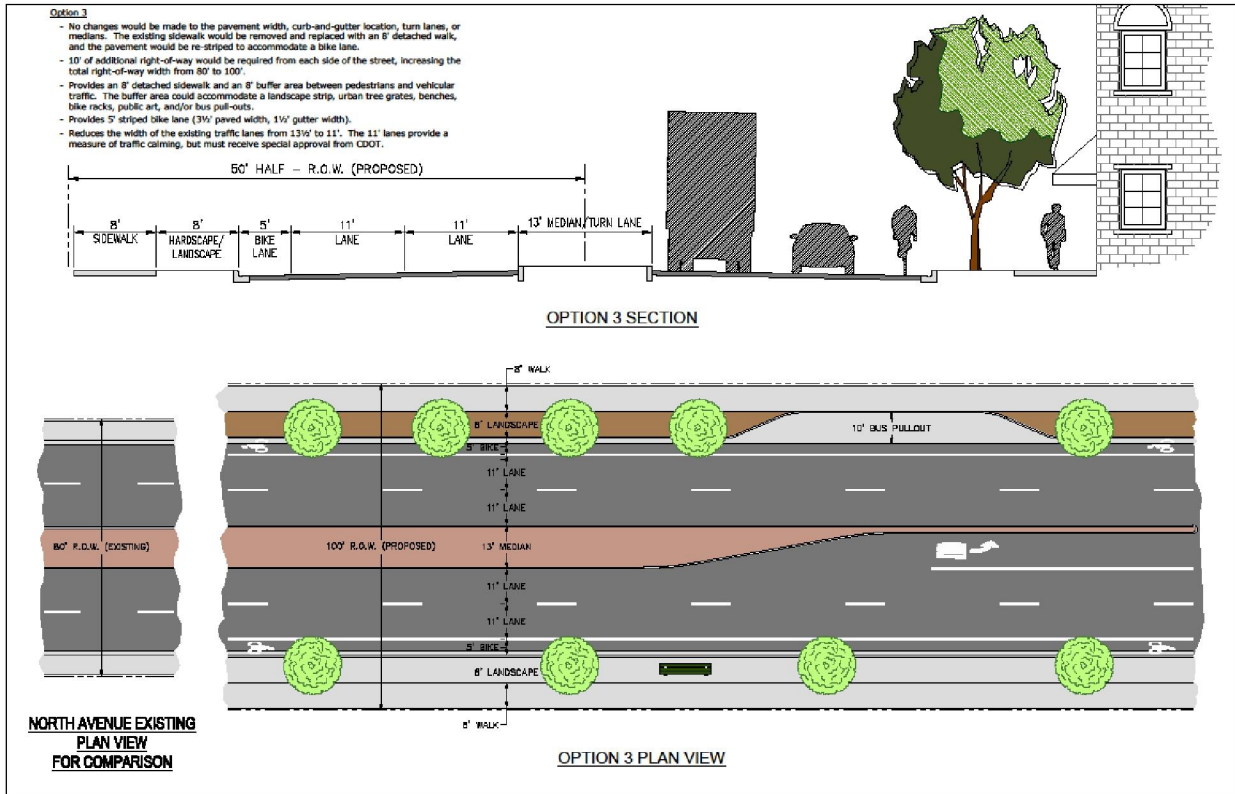 Option 3
- No changes would be made to the pavement width, curb-and-gutter location, turn lanes, or
medians. The existing sidewalk would be removed and replaced with an 8' detached walk,
and the pavement would be re-striped to accommodate a bike lane.
- 10' of additional right-of-way would be required from each side of the street, increasing the
total right-of-way width from 80' to 100'.
- Provides an 8' detached sidewalk and an 8' buffer area between pedestrians and vehicular
traffic. The buffer area could accommodate a landscape strip, urban tree grates, benches,
bike racks, public art, and/or bus pull-outs.
- Provides 5' striped bike lane (3½' paved width, 1½' gutter width).
- Reduces the width of the existing traffic lanes from 13½' to 11'. The 11' lanes provide a
measure of traffic calming, but must receive special approval from CDOT.
50' HALF - R.O.W. (PROPOSED)
8'
SIDEWALK
8'
HARDSCAPE/
LANDSCAPE
5'
BIKE
LANE
11'
LANE
11'
LANE
13' MEDIAN/TURN LANE
OPTION 3 SECTION
8' WALK
8' LANDSCAPE
10' BUS PULLOUT
5' BIKE
11' LANE
11' LANE
80' R.O.W. (EXISTING)
100' R.O.W. (PROPOSED)
13' MEDIAN
11' LANE
11' LANE
5' BIKE
8' LANDSCAPE
8' WALK
NORTH AVENUE EXISTING
PLAN VIEW
FOR COMPARISON
OPTION 3 PLAN VIEW